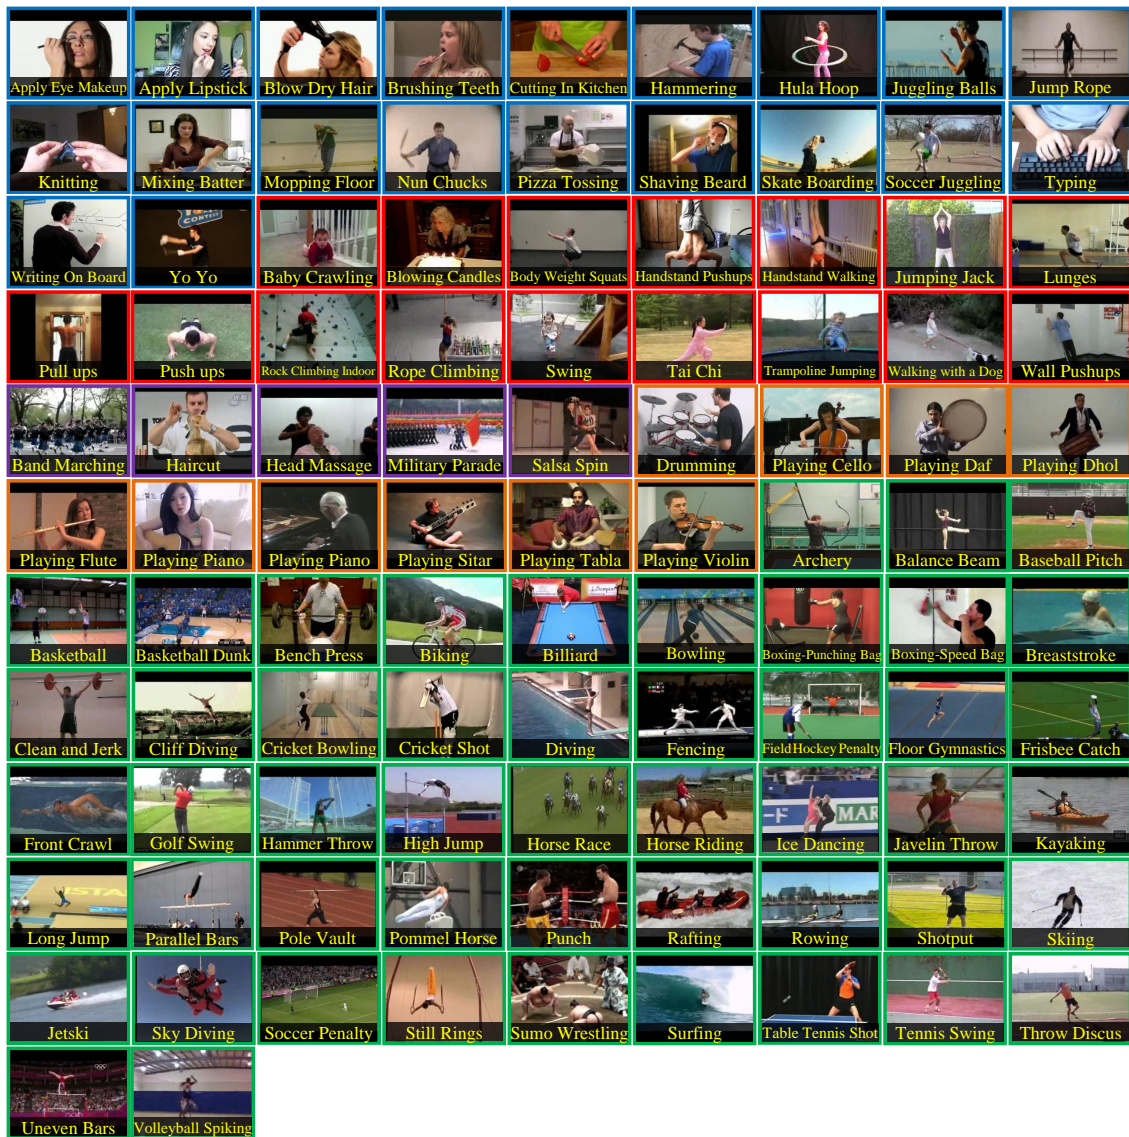 Apply Eye Makeup
Apply Lipstick
Blow Dry Hair
Brushing Teeth
Cutting In Kitchen
Hammering
Hula Hoop
Juggling Balls
Jump Rope
Knitting
Mixing Batter
Mopping Floor
Nun Chucks
Pizza Tossing
Shaving Beard
Skate Boarding
Soccer Juggling
Typing
Writing On Board
CONTEST
Yo Yo
Baby Crawling
Blowing Candles
Body Weight Squats
Handstand Pushups
Handstand Walking
Jumping Jack
Lunges
Pull ups
Push ups
Rock Climbing Indoor
Rope Climbing
Swing
Tai Chi
Trampoline Jumping
Walking with a Dog
Wall Pushups
Band Marching
Haircut
Head Massage
Military Parade
Salsa Spin
Drumming
Playing Cello
Playing Daf
Playing Dhol
Playing Flute
Playing Piano
Playing Piano
Playing Sitar
Playing Tabla
Playing Violin
Archery
Balance Beam
Baseball Pitch
Basketball
Basketball Dunk
Bench Press
Biking
Billiard
Bowling
Boxing-Punching Bag
Boxing-Speed Bag
Breaststroke
Clean and Jerk
Cliff Diving
Cricket Bowling
Cricket Shot
Diving
Fencing
Field Hockey Penalty
Floor Gymnastics
Frisbee Catch
Front Crawl
Golf Swing
Hammer Throw
High Jump
Horse Race
Horse Riding
Ice Dancing
Javelin Throw
Kayaking
Long Jump
Parallel Bars
Pole Vault
Pommel Horse
Punch
Rafting
Rowing
Shotput
Skiing
Jetski
Sky Diving
Soccer Penalty
Still Rings
Sumo Wrestling
Surfing
Table Tennis Shot
Tennis Swing
Throw Discus
Uneven Bars
Volleyball Spiking